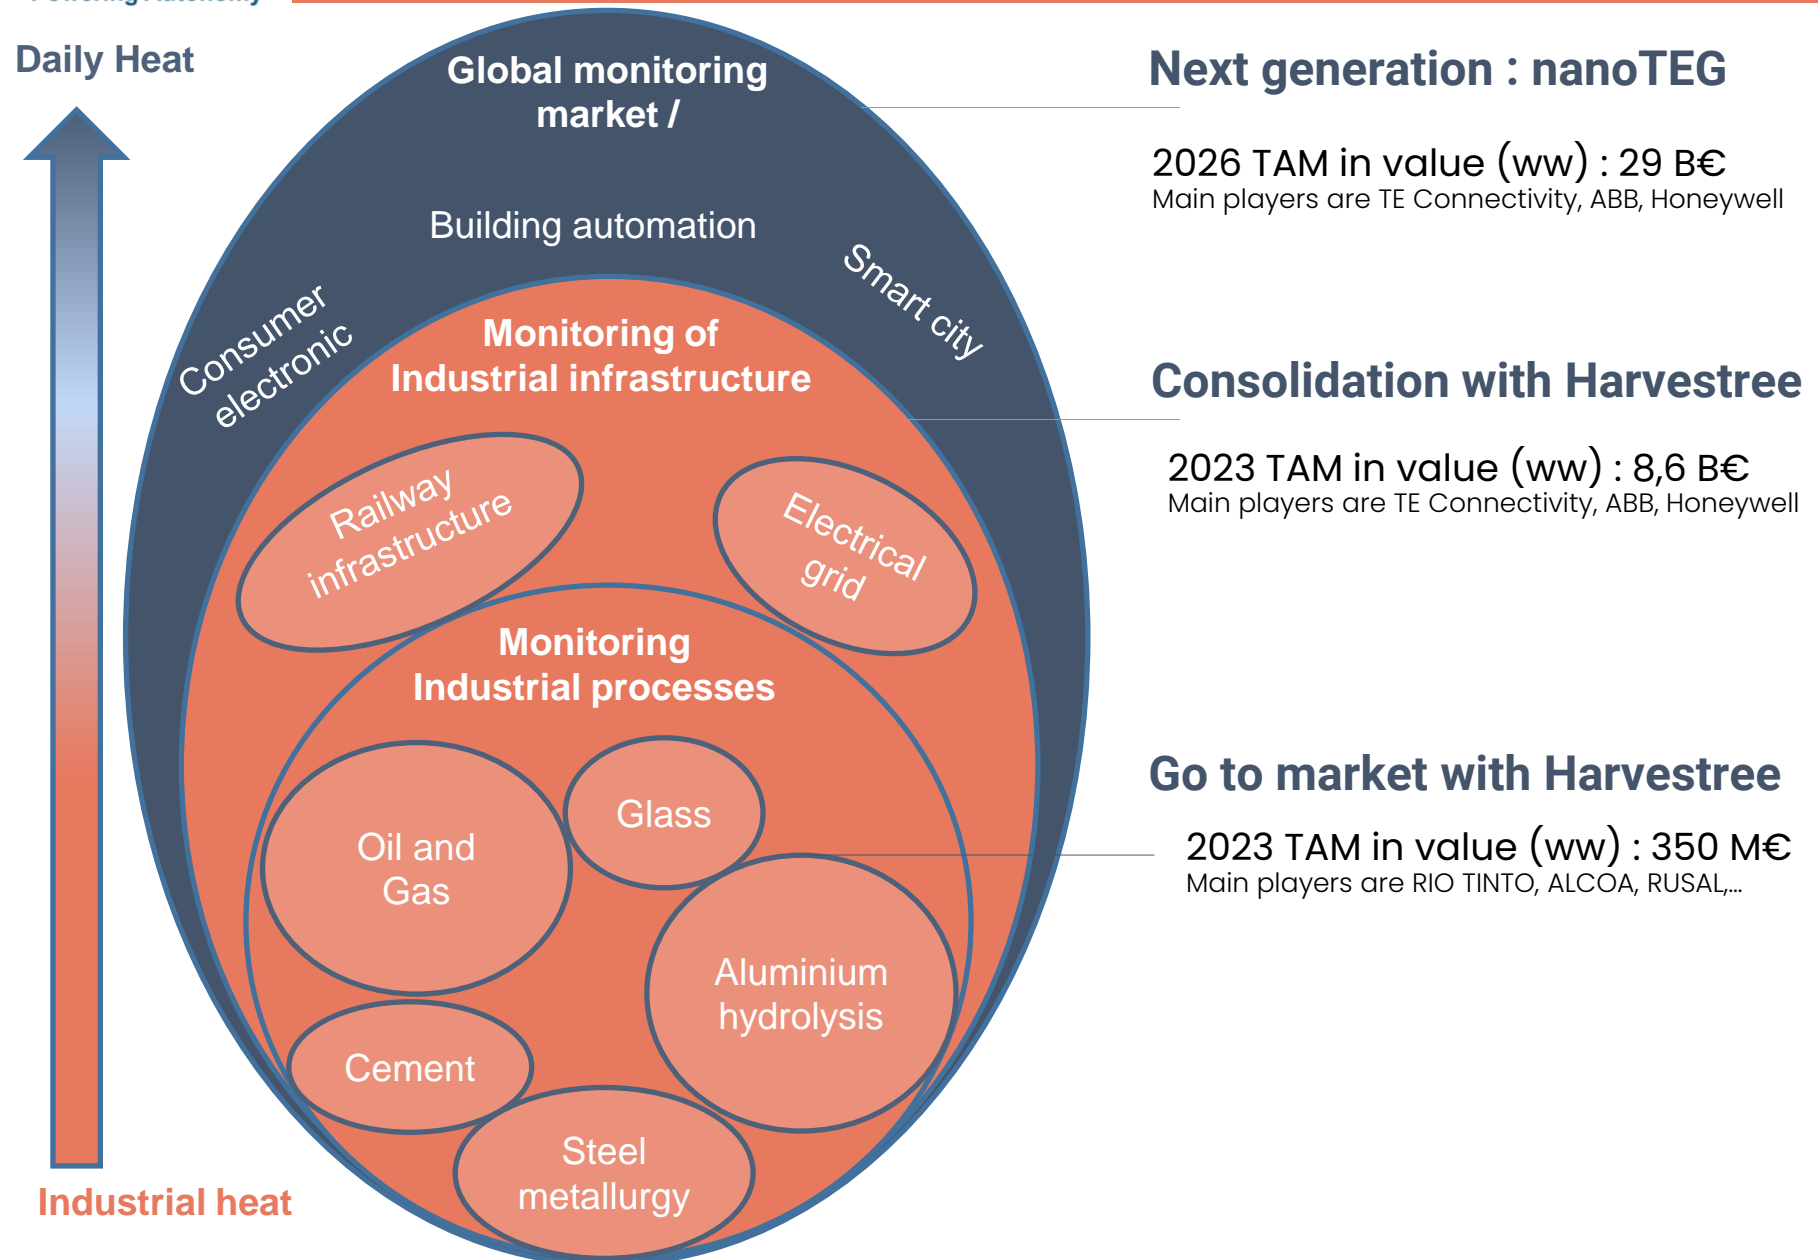 Powering Autonomy
Daily Heat
Industrial heat
Global monitoring
market /
Building automation
Consumer
electronic
Smart city
Monitoring of
Industrial infrastructure
Railway
infrastructure
Electrical
grid
Monitoring
Industrial processes
Oil and
Gas
Glass
Aluminium
hydrolysis
Cement
Steel
metallurgy
Next generation : nanoTEG
2026 TAM in value (ww) : 29 B€
Main players are TE Connectivity, ABB, Honeywell
Consolidation with Harvestree
2023 TAM in value (ww) : 8,6 B€
Main players are TE Connectivity, ABB, Honeywell
Go to market with Harvestree
2023 TAM in value (ww) : 350 M€
Main players are RIO TINTO, ALCOA, RUSAL,...